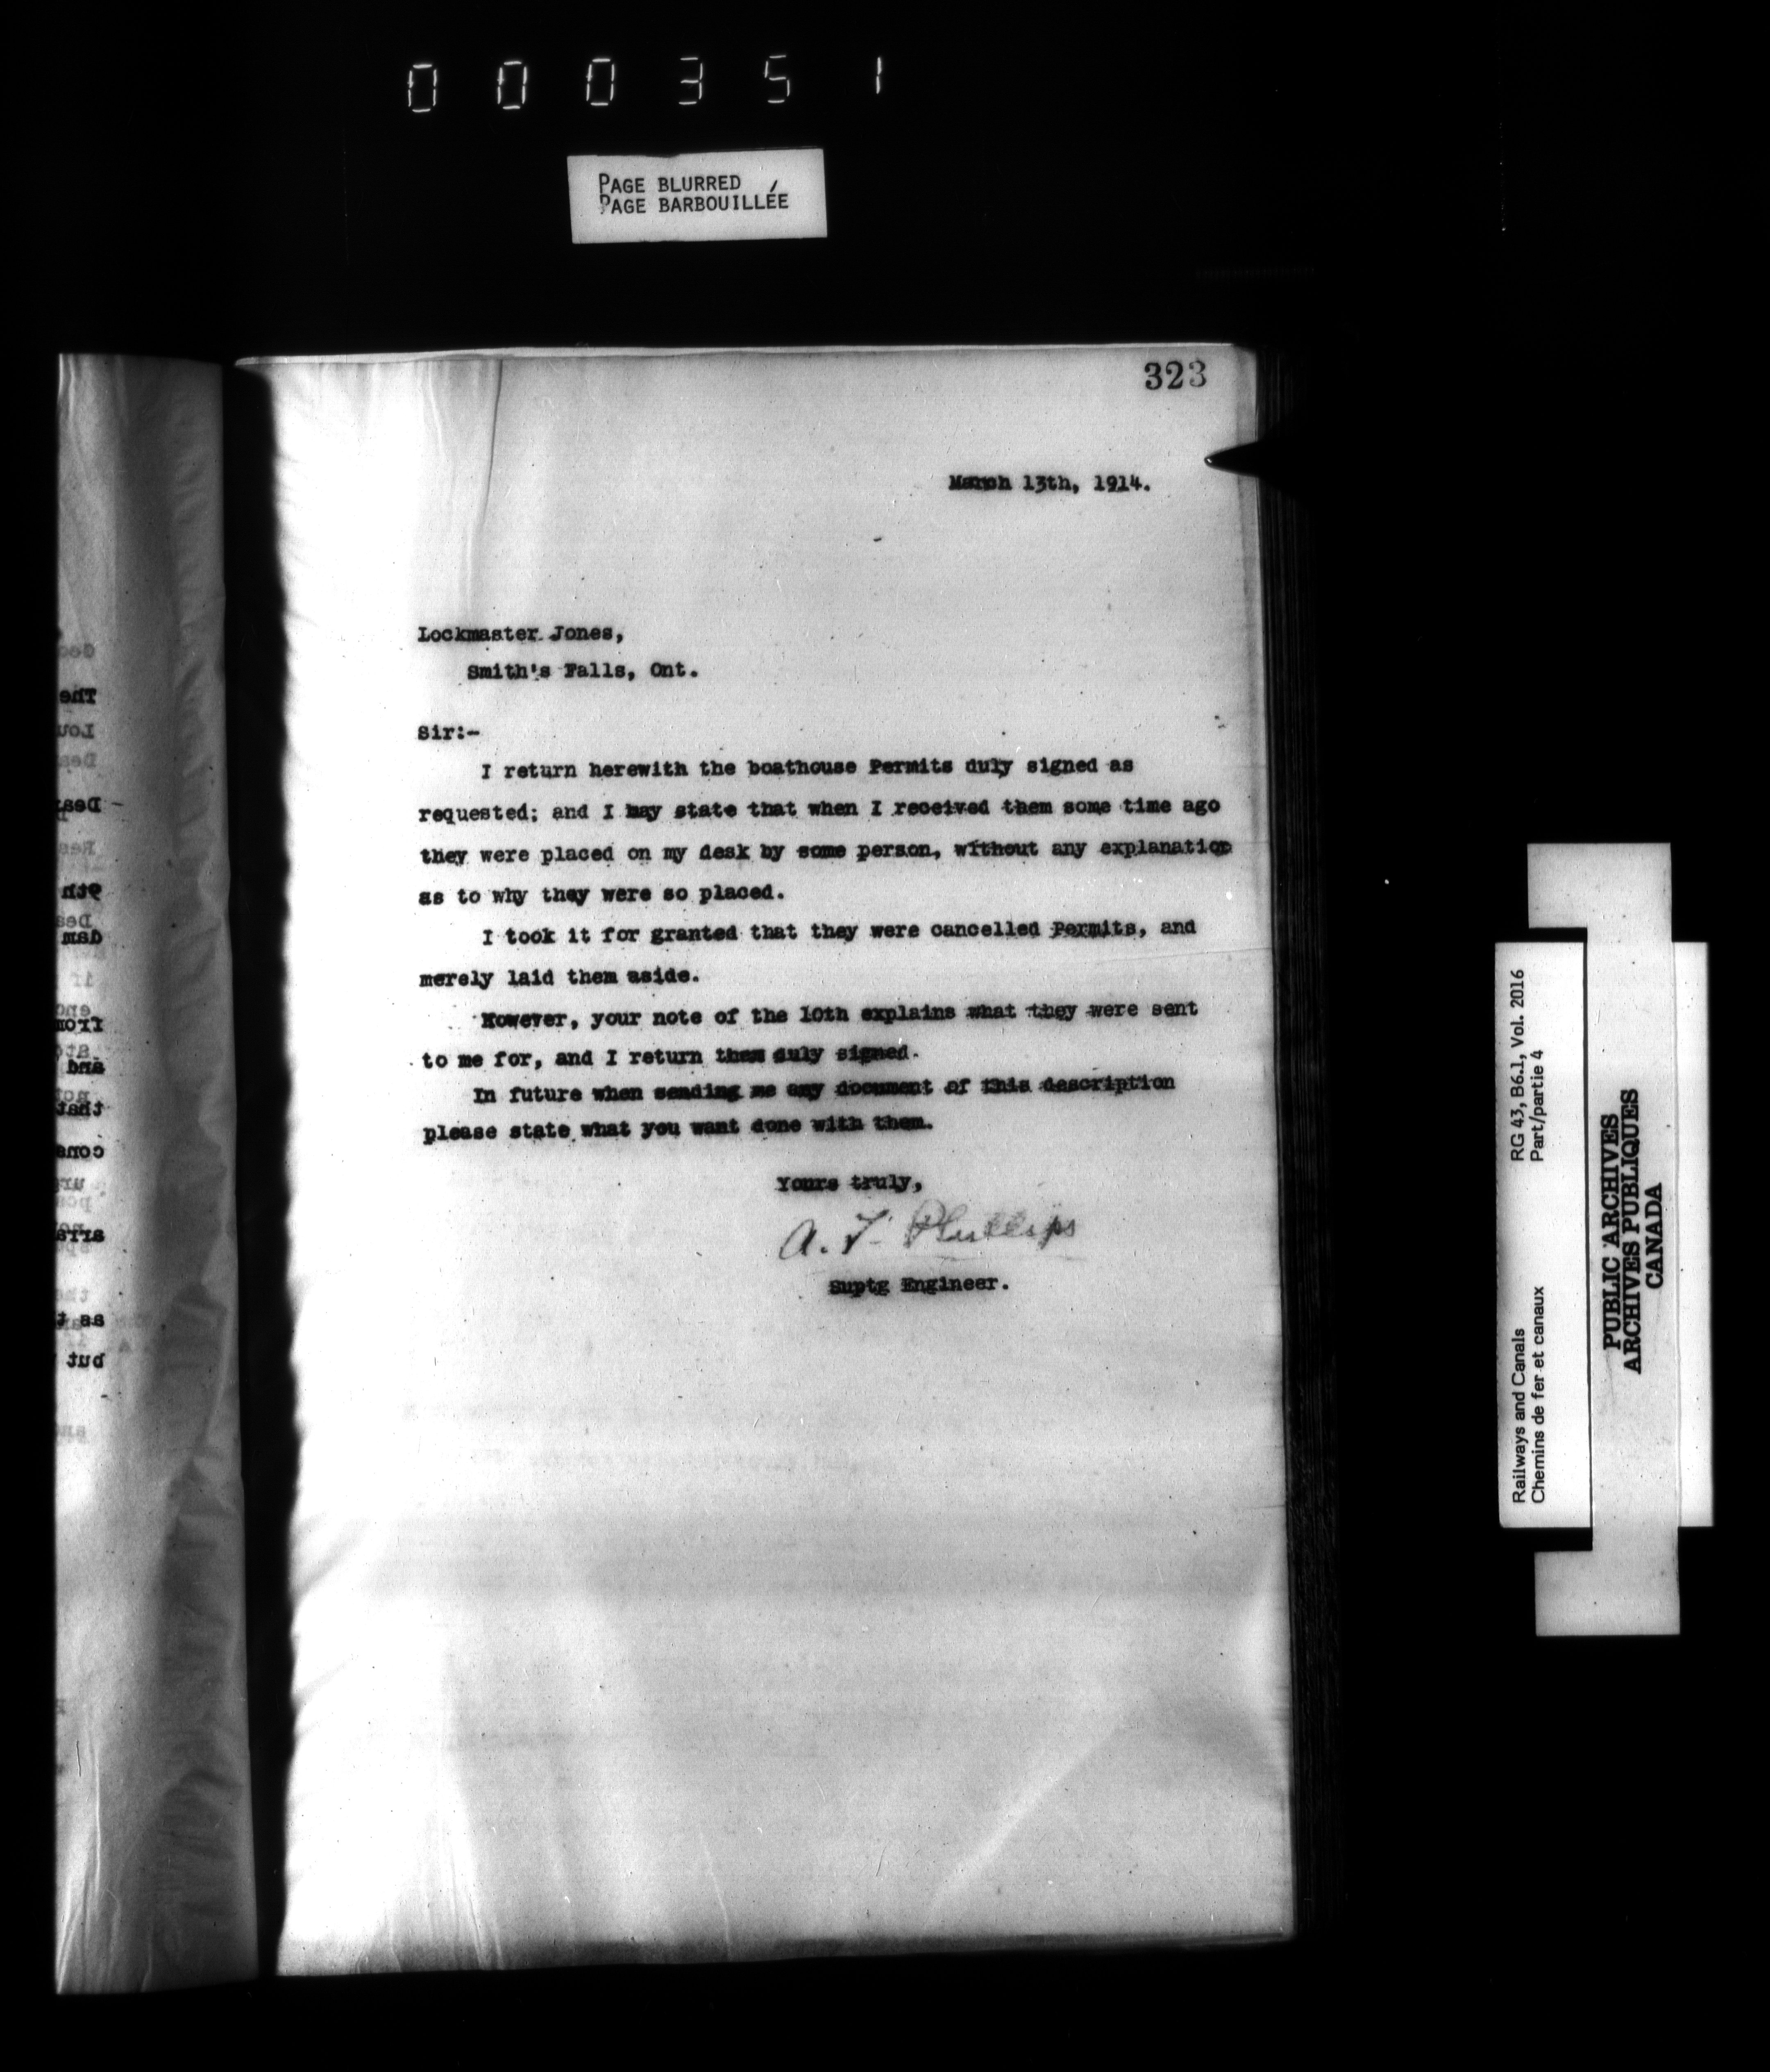 000351
PAGE BLURRED
PAGE BARBOUILLÉE
323
March 13th, 1914.
Lockmaster Jones,
Smith's Falls, Ont.
Sir:-
I return herewith the boathouse Permits duly signed as
requested; and I may state that when I received them some time ago
they were placed on my desk by some person, without any explanation
as to why they were so placed.
I took it for granted that they were cancelled Permits, and
merely laid them aside.
However, your note of the 10th explains what they were sent
to me for, and I return them duly signed.
In future when sending me any document of this description
please state what you want done with them.
Yours truly,
A. T. Phillips
Suptg Engineer.
Railways and Canals
Chemins de fer et canaux
RG 43, B6.1, Vol. 2016
Part/partie 4
PUBLIC ARCHIVES
ARCHIVES PUBLIQUES
CANADA